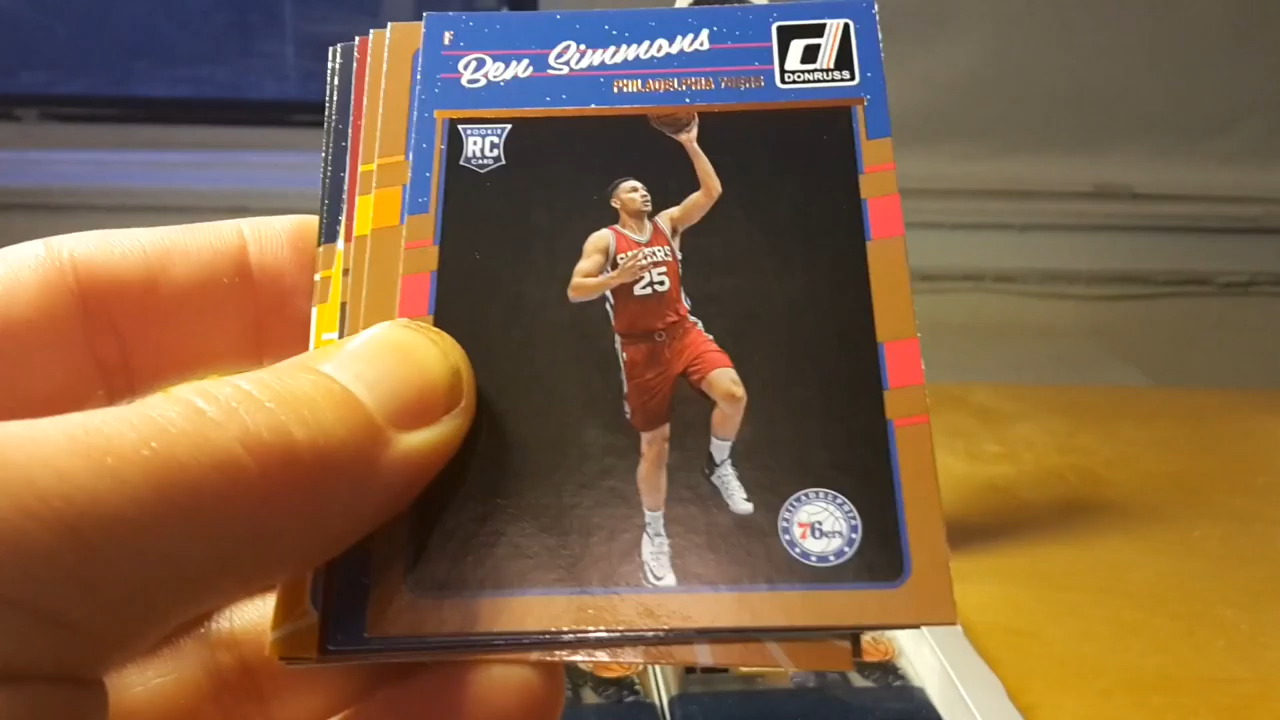 F
Ben Simmons
PHILADELPHIA 76ERS
d
DONRUSS
ROOKIE
RC
CARD
SIXERS
25
PHILADELPHIA
76ers